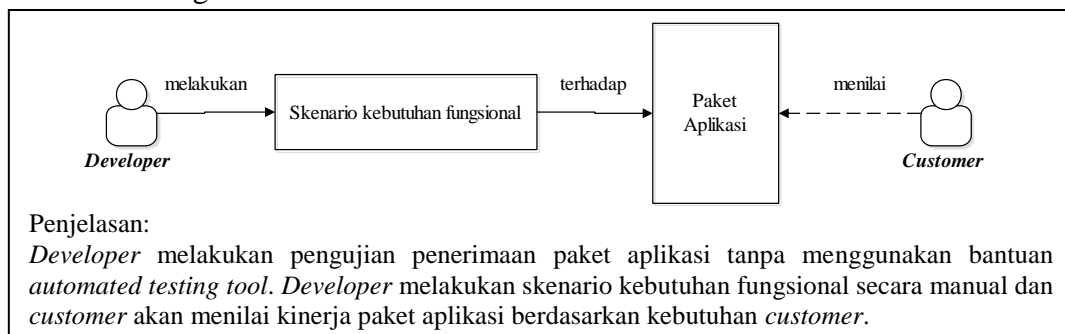 melakukan
terhadap
menilai
Skenario kebutuhan fungsional
Paket
Aplikasi
Developer
Customer
Penjelasan:
Developer melakukan pengujian penerimaan paket aplikasi tanpa menggunakan bantuan
automated testing tool. Developer melakukan skenario kebutuhan fungsional secara manual dan
customer akan menilai kinerja paket aplikasi berdasarkan kebutuhan customer.